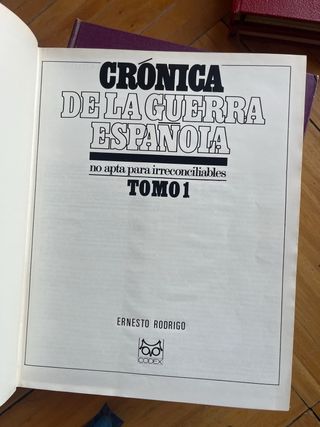 CRÓNICA
DE LA GUERRA
ESPAÑOLA
no apta para irreconciliables
TOMO 1
ERNESTO RODRIGO
CODEX